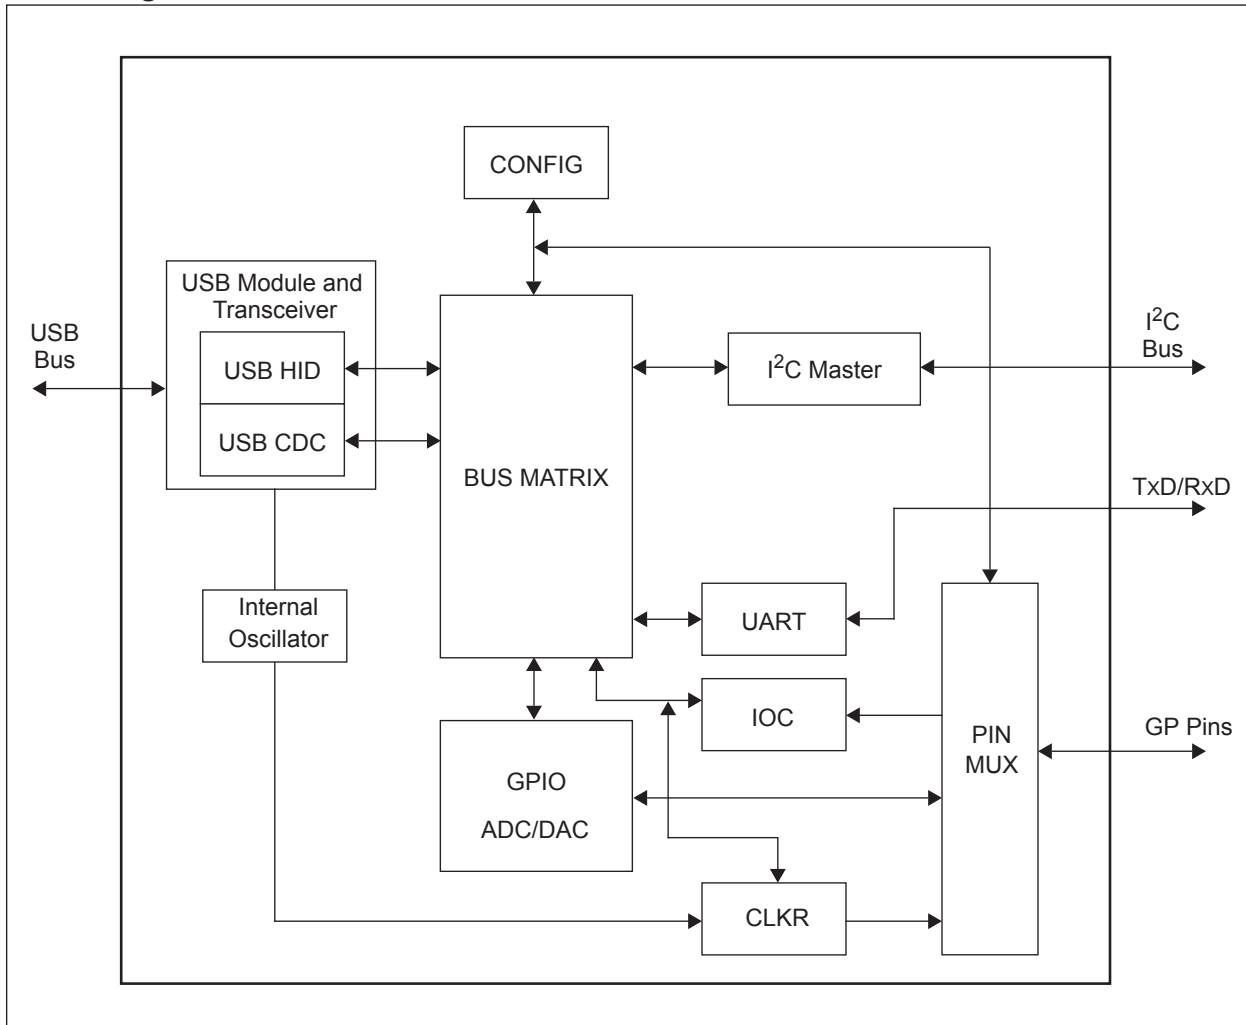 CONFIG
USB Module and
Transceiver
USB
Bus
USB HID
USB CDC
BUS MATRIX
I²C Master
I²C
Bus
TxD/RxD
Internal
Oscillator
UART
IOC
PIN
MUX
GP Pins
GPIO
ADC/DAC
CLKR